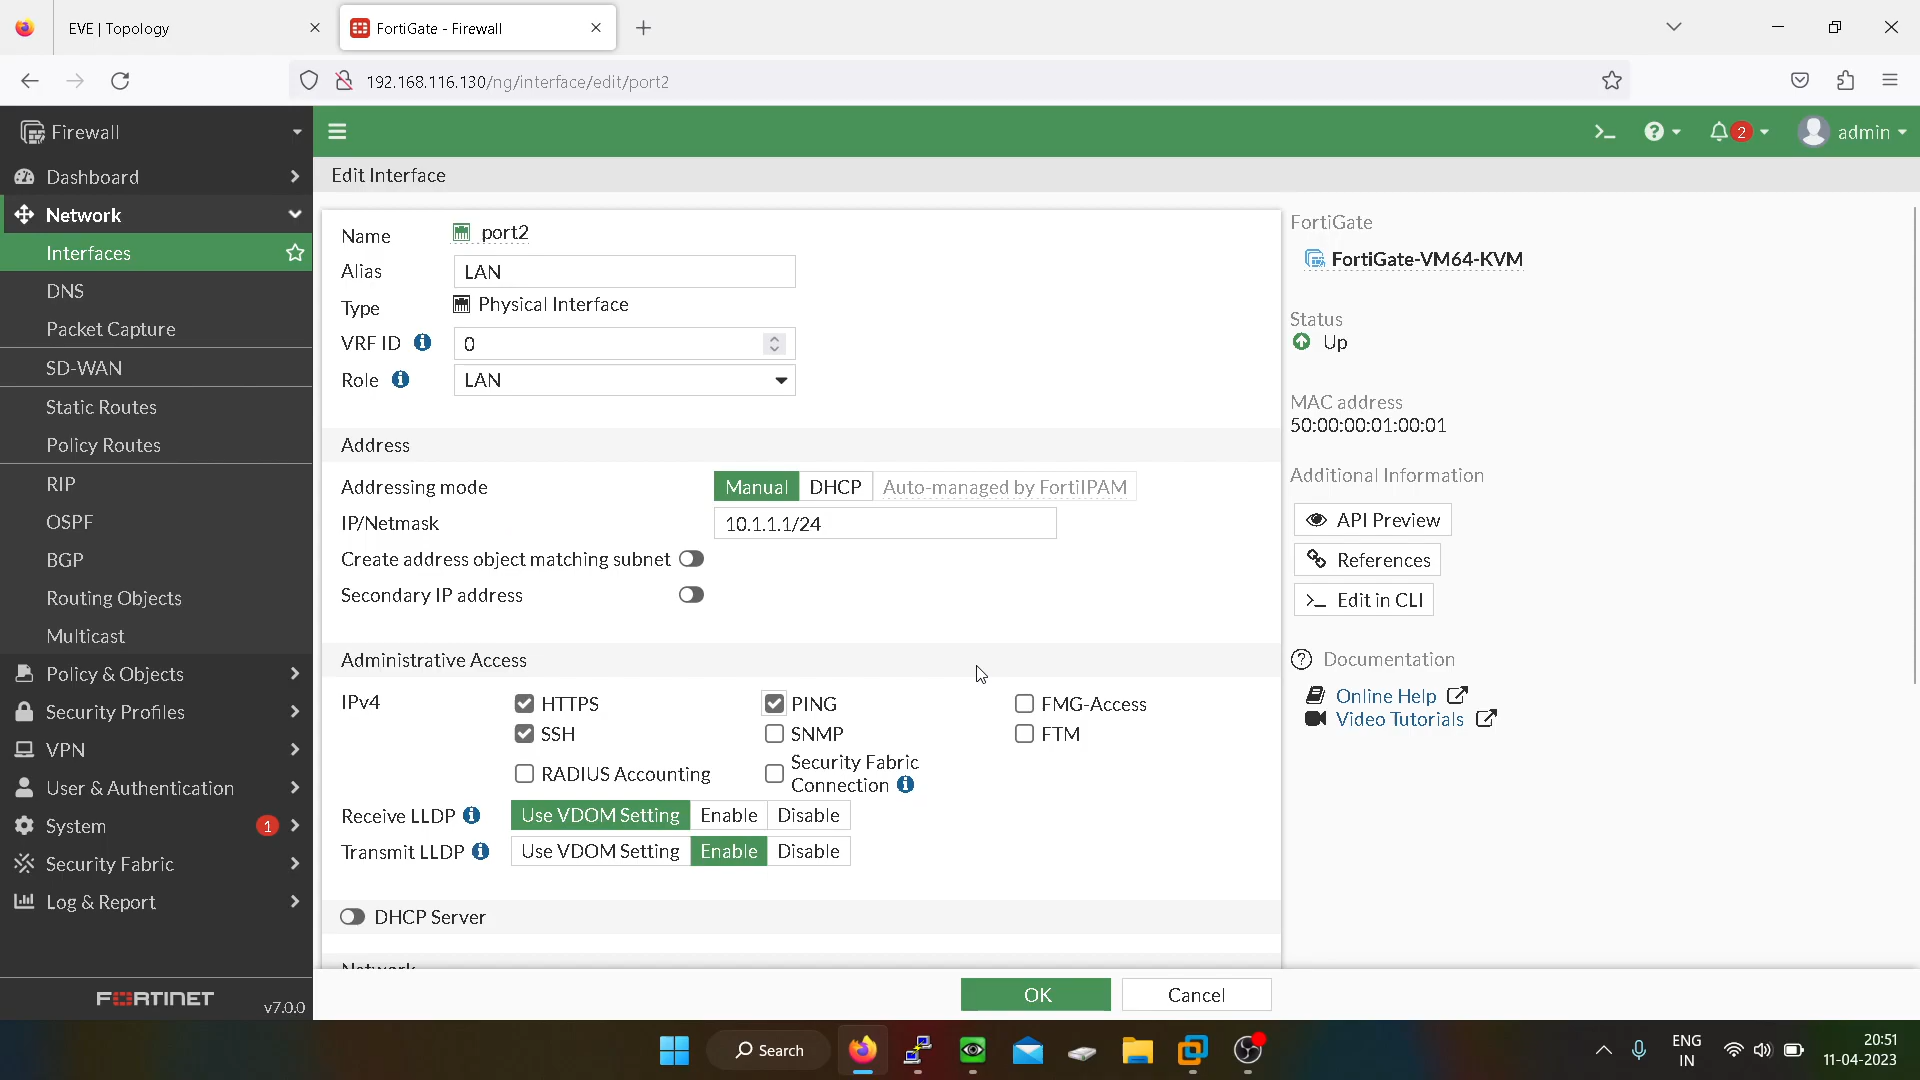 EVE | Topology
FortiGate - Firewall
192.168.116.130/ng/interface/edit/port2
Firewall
2
admin
Dashboard
Network
Interfaces
DNS
Packet Capture
SD-WAN
Static Routes
Policy Routes
RIP
OSPF
BGP
Routing Objects
Multicast
Policy & Objects
Security Profiles
VPN
User & Authentication
System 1
Security Fabric
Log & Report
FORTINET v7.0.0
Edit Interface
Name port2
Alias LAN
Type Physical Interface
VRF ID 0
Role LAN
Address
Addressing mode Manual DHCP Auto-managed by FortiIPAM
IP/Netmask 10.1.1.1/24
Create address object matching subnet
Secondary IP address
Administrative Access
IPv4 HTTPS PING FMG-Access
SSH SNMP FTM
RADIUS Accounting Security Fabric Connection
Receive LLDP Use VDOM Setting Enable Disable
Transmit LLDP Use VDOM Setting Enable Disable
DHCP Server
Network
OK Cancel
FortiGate
FortiGate-VM64-KVM
Status
Up
MAC address
50:00:00:01:00:01
Additional Information
API Preview
References
>_ Edit in CLI
Documentation
Online Help
Video Tutorials
Search
ENG
IN
20:51
11-04-2023